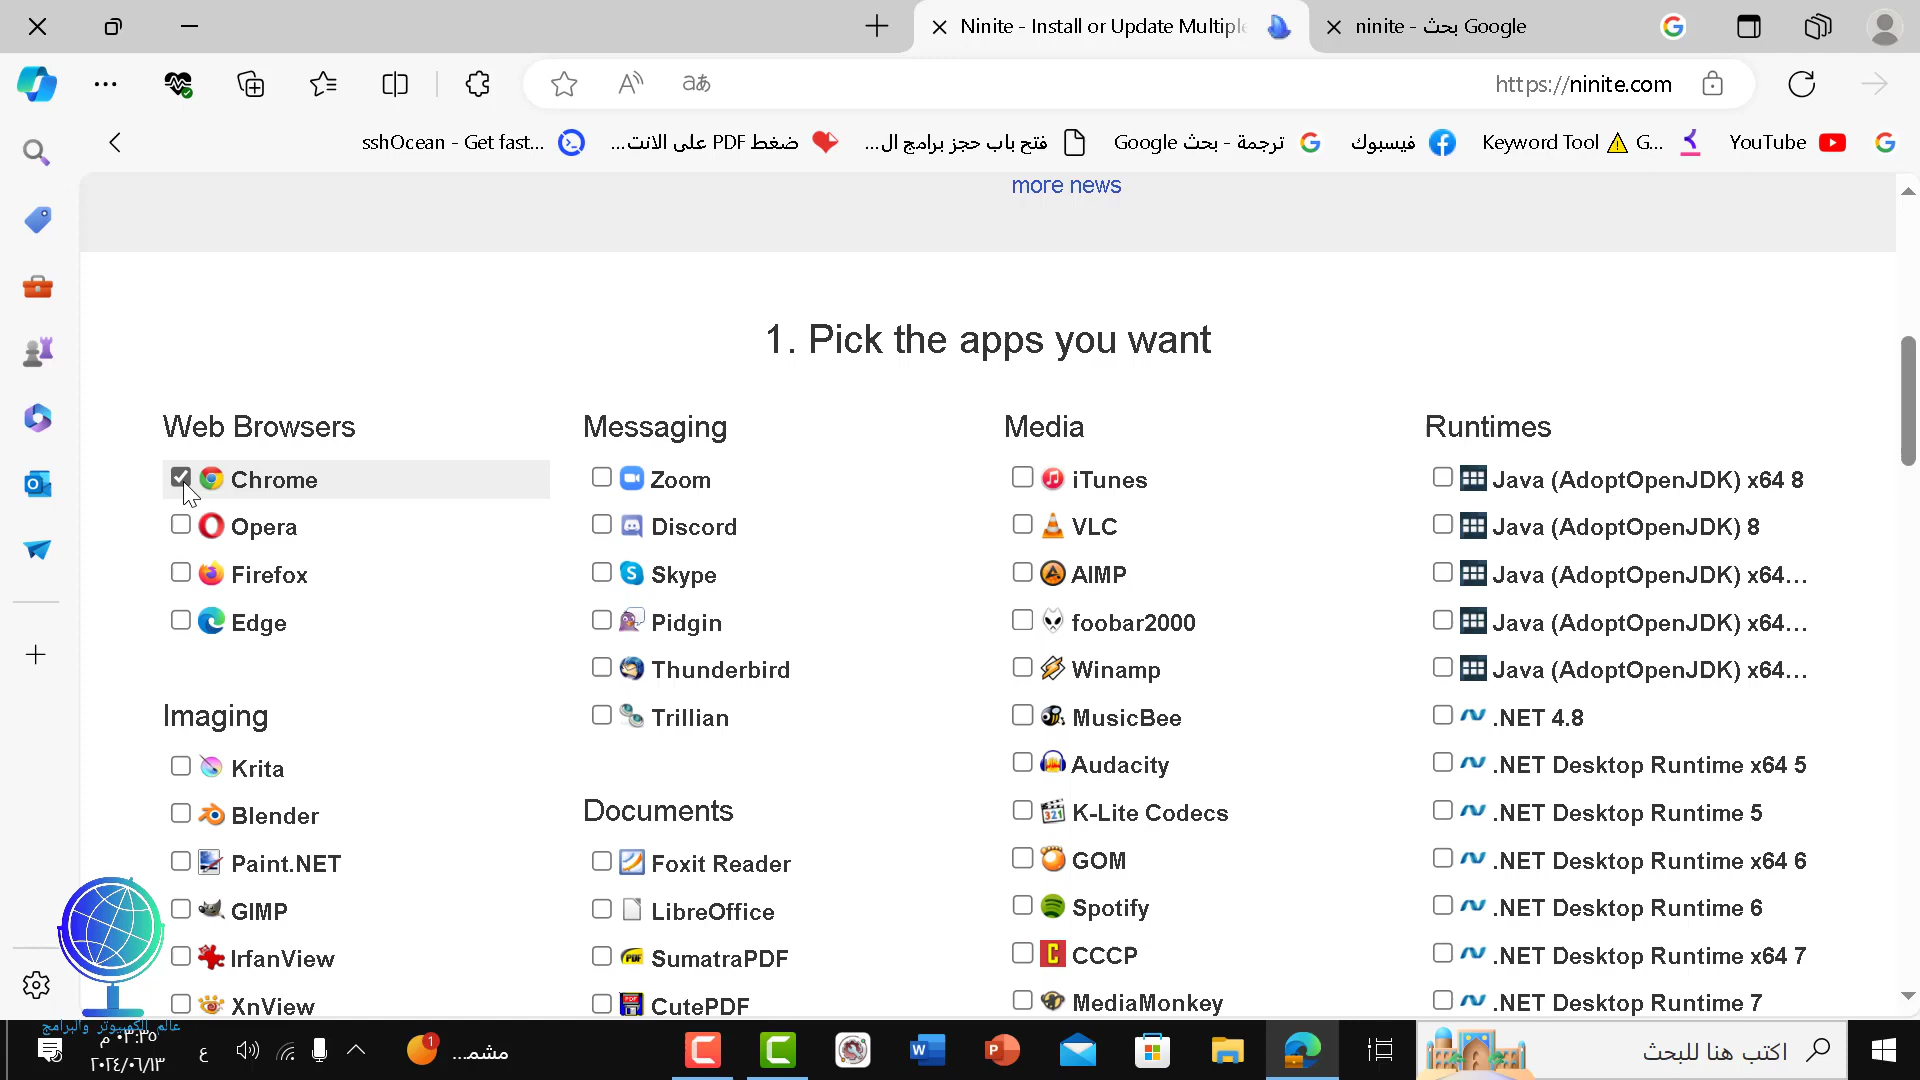 Ninite - Install or Update Multiple
ninite - بحث Google
https://ninite.com
sshOcean - Get fast...
ضغط PDF على الانت...
فتح باب حجز برامج ال...
ترجمة - بحث Google
فيسبوك
Keyword Tool ⚠ G...
YouTube
more news
1. Pick the apps you want
Web Browsers
Chrome
Opera
Firefox
Edge
Imaging
Krita
Blender
Paint.NET
GIMP
IrfanView
XnView
Messaging
Zoom
Discord
Skype
Pidgin
Thunderbird
Trillian
Documents
Foxit Reader
LibreOffice
SumatraPDF
CutePDF
Media
iTunes
VLC
AIMP
foobar2000
Winamp
MusicBee
Audacity
K-Lite Codecs
GOM
Spotify
CCCP
MediaMonkey
Runtimes
Java (AdoptOpenJDK) x64 8
Java (AdoptOpenJDK) 8
Java (AdoptOpenJDK) x64...
Java (AdoptOpenJDK) x64...
Java (AdoptOpenJDK) x64...
.NET 4.8
.NET Desktop Runtime x64 5
.NET Desktop Runtime 5
.NET Desktop Runtime x64 6
.NET Desktop Runtime 6
.NET Desktop Runtime x64 7
.NET Desktop Runtime 7
عالم الكمبيوتر والبرامج
٠٣:٣٥ م
٢٠٢٤/٠٦/١٣
ع
مشمس...
اكتب هنا للبحث